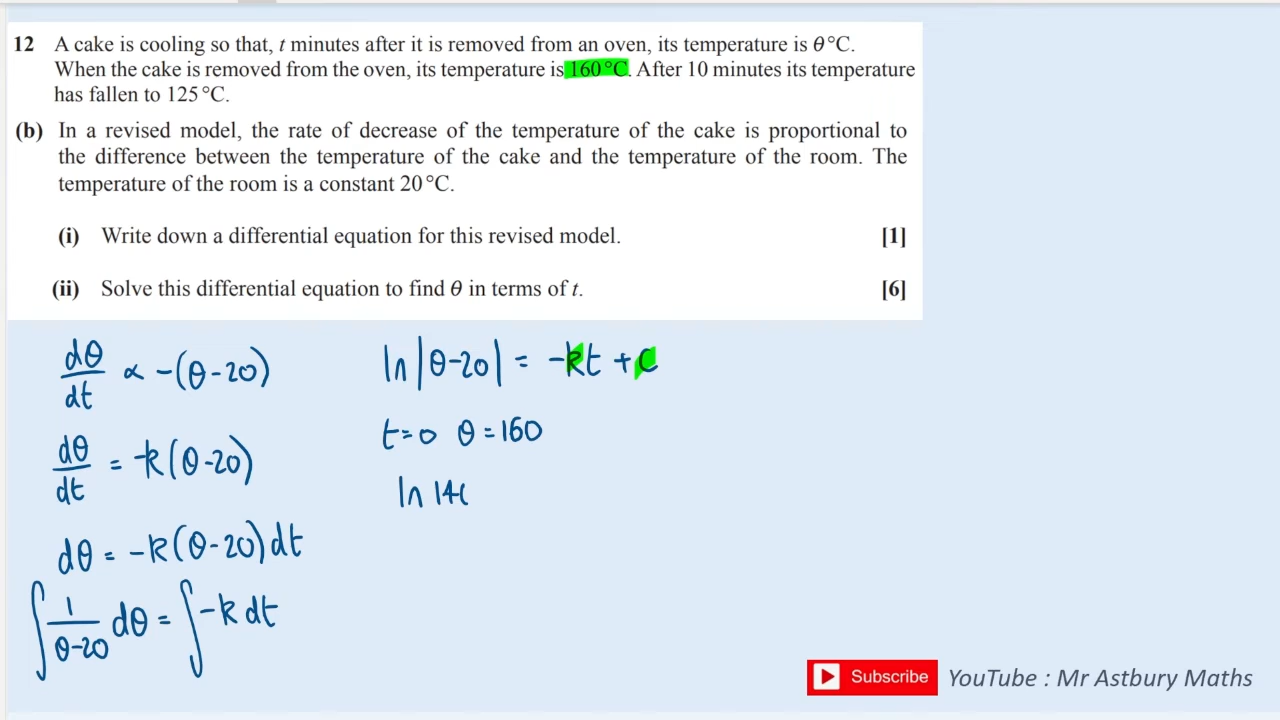 12 A cake is cooling so that, t minutes after it is removed from an oven, its temperature is θ °C.
When the cake is removed from the oven, its temperature is 160 °C. After 10 minutes its temperature
has fallen to 125 °C.
(b) In a revised model, the rate of decrease of the temperature of the cake is proportional to
the difference between the temperature of the cake and the temperature of the room. The
temperature of the room is a constant 20 °C.
(i) Write down a differential equation for this revised model. [1]
(ii) Solve this differential equation to find θ in terms of t. [6]
dθ/dt ∝ -(θ-20)
dθ/dt = -k(θ-20)
dθ = -k(θ-20)dt
∫ 1/(θ-20) dθ = ∫ -k dt
ln|θ-20| = -kt + c
t=0 θ=160
ln 14
Subscribe YouTube : Mr Astbury Maths